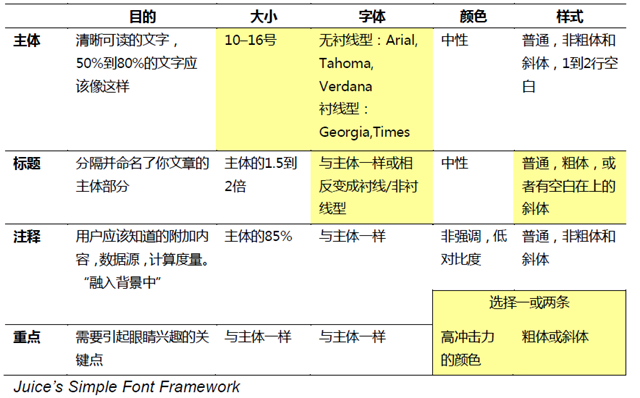 目的 大小 字体 颜色 样式
主体 清晰可读的文字， 10–16号 无衬线型：Arial, 中性 普通，非粗体和
50%到80%的文字应 Tahoma, 斜体，1到2行空
该像这样 Verdana 白
衬线型：
Georgia,Times
标题 分隔并命名了你文章的 主体的1.5到 与主体一样或相 中性 普通，粗体，或
主体部分 2倍 反变成衬线/非衬 者有空白在上的
线型 斜体
注释 用户应该知道的附加内 主体的85% 与主体一样 非强调，低 普通，非粗体和
容，数据源，计算度量。 对比度 斜体
“融入背景中”
选择一或两条
重点 需要引起眼睛兴趣的关 与主体一样 与主体一样 高冲击力 粗体或斜体
键点 的颜色
Juice's Simple Font Framework